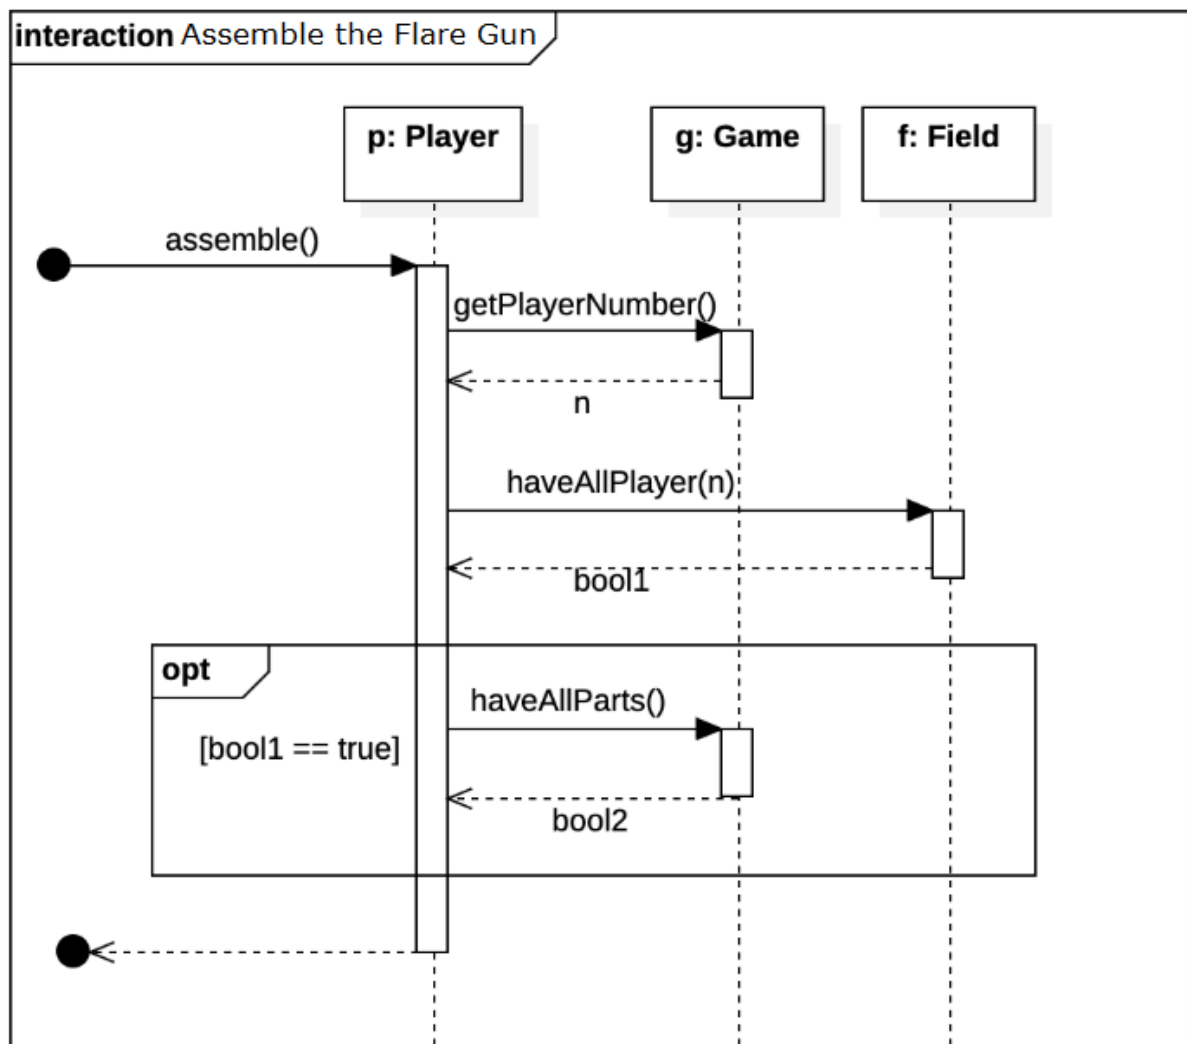 interaction Assemble the Flare Gun
p: Player
g: Game
f: Field
assemble()
getPlayerNumber()
n
haveAllPlayer(n)
bool1
opt
haveAllParts()
[bool1 == true]
bool2